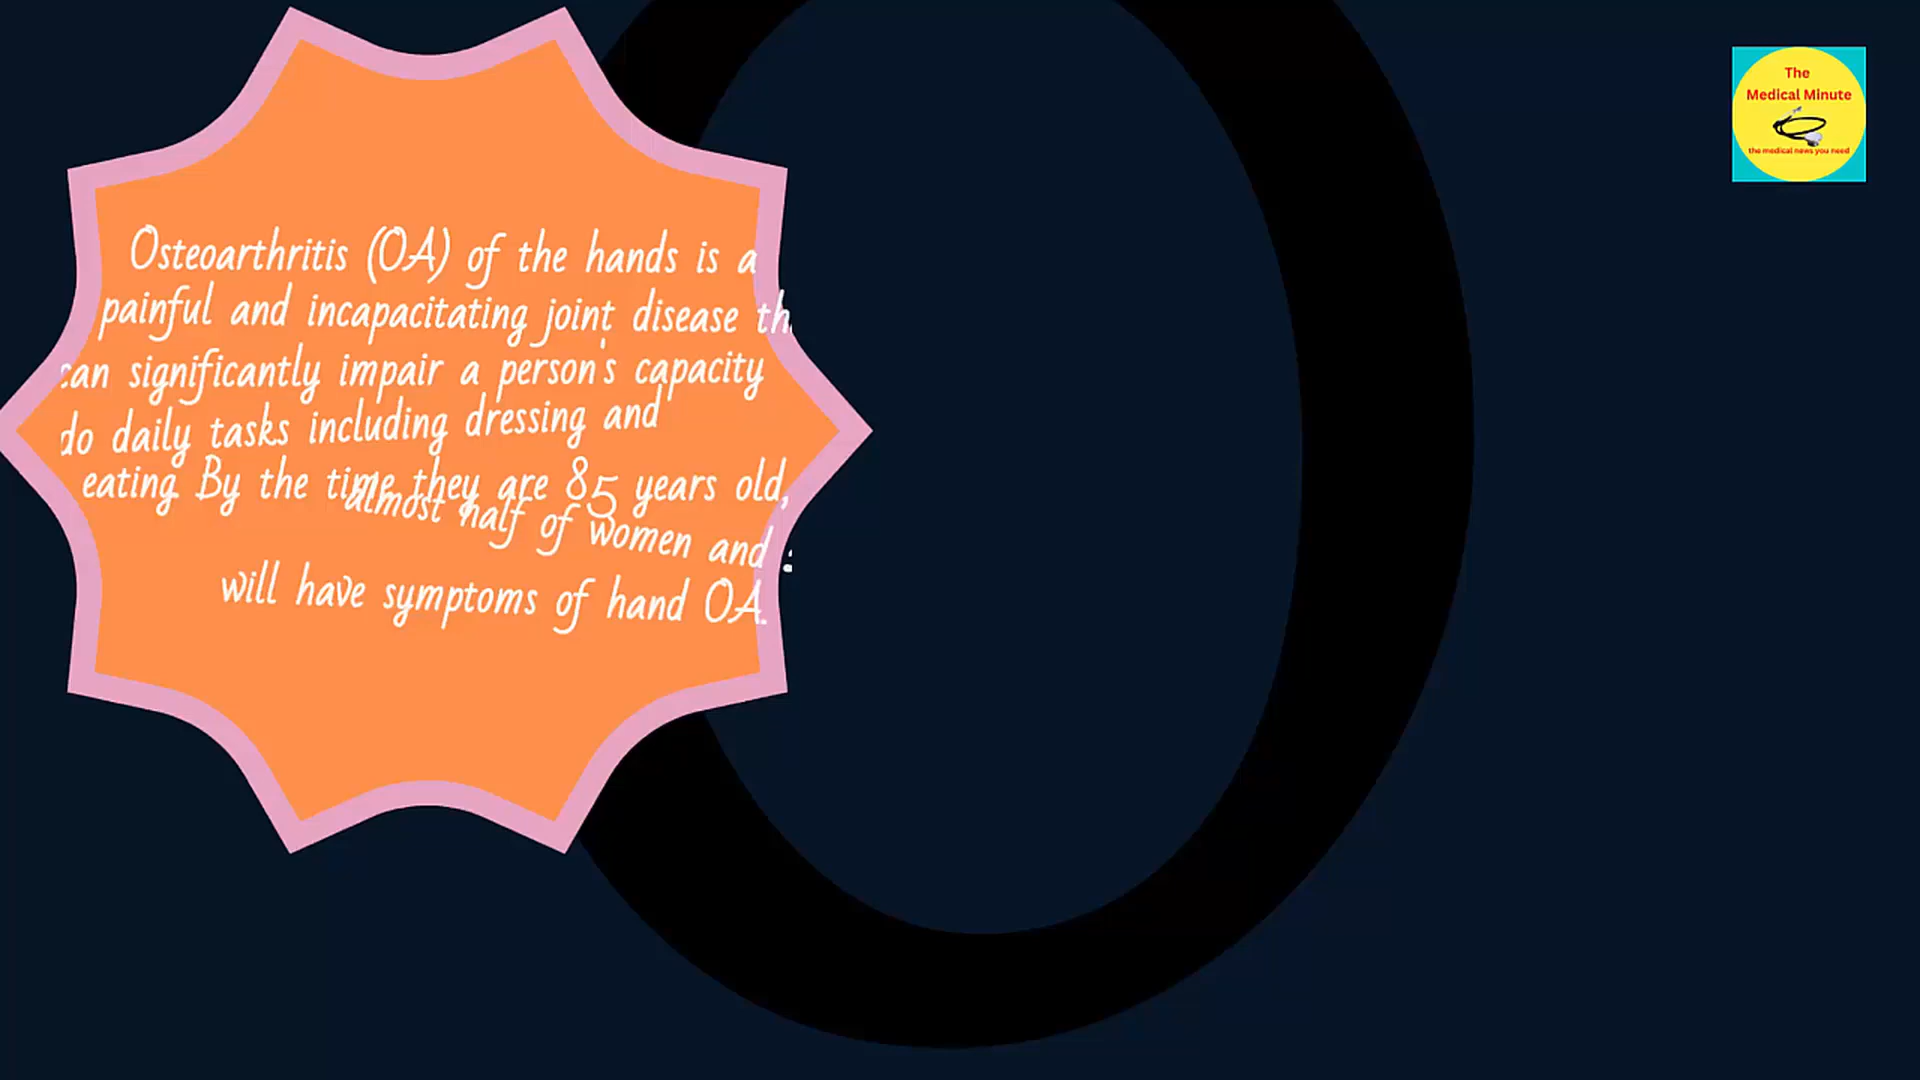 Osteoarthritis (OA) of the hands is a
painful and incapacitating joint disease th
can significantly impair a person's capacity
do daily tasks including dressing and
eating. By the time they are 85 years old,
almost half of women and
will have symptoms of hand OA.
The
Medical Minute
the medical news you need